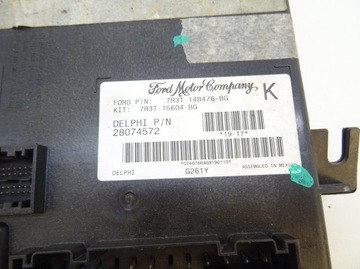 Ford Motor Company
K
FORD P/N: 7R3T-14B476-BG
KIT: 7R3T-15604-BG
DELPHI P/N
28074572
*19-17*
DELPHI
G261Y
ASSEMBLED IN MEXICO